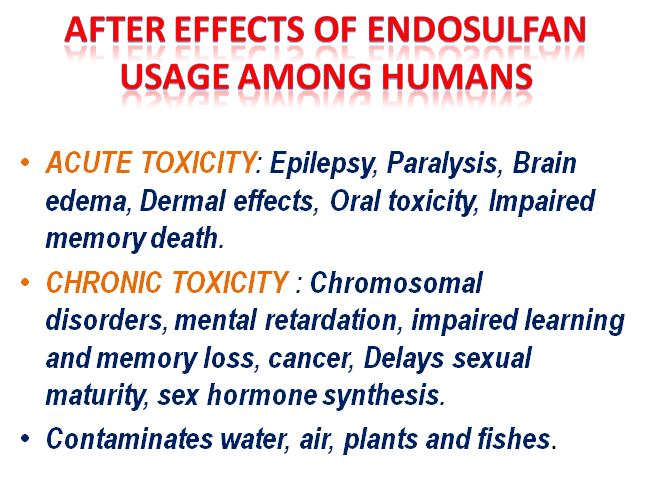 AFTER EFFECTS OF ENDOSULFAN
USAGE AMONG HUMANS
• ACUTE TOXICITY: Epilepsy, Paralysis, Brain
edema, Dermal effects, Oral toxicity, Impaired
memory death.
• CHRONIC TOXICITY : Chromosomal
disorders, mental retardation, impaired learning
and memory loss, cancer, Delays sexual
maturity, sex hormone synthesis.
• Contaminates water, air, plants and fishes.